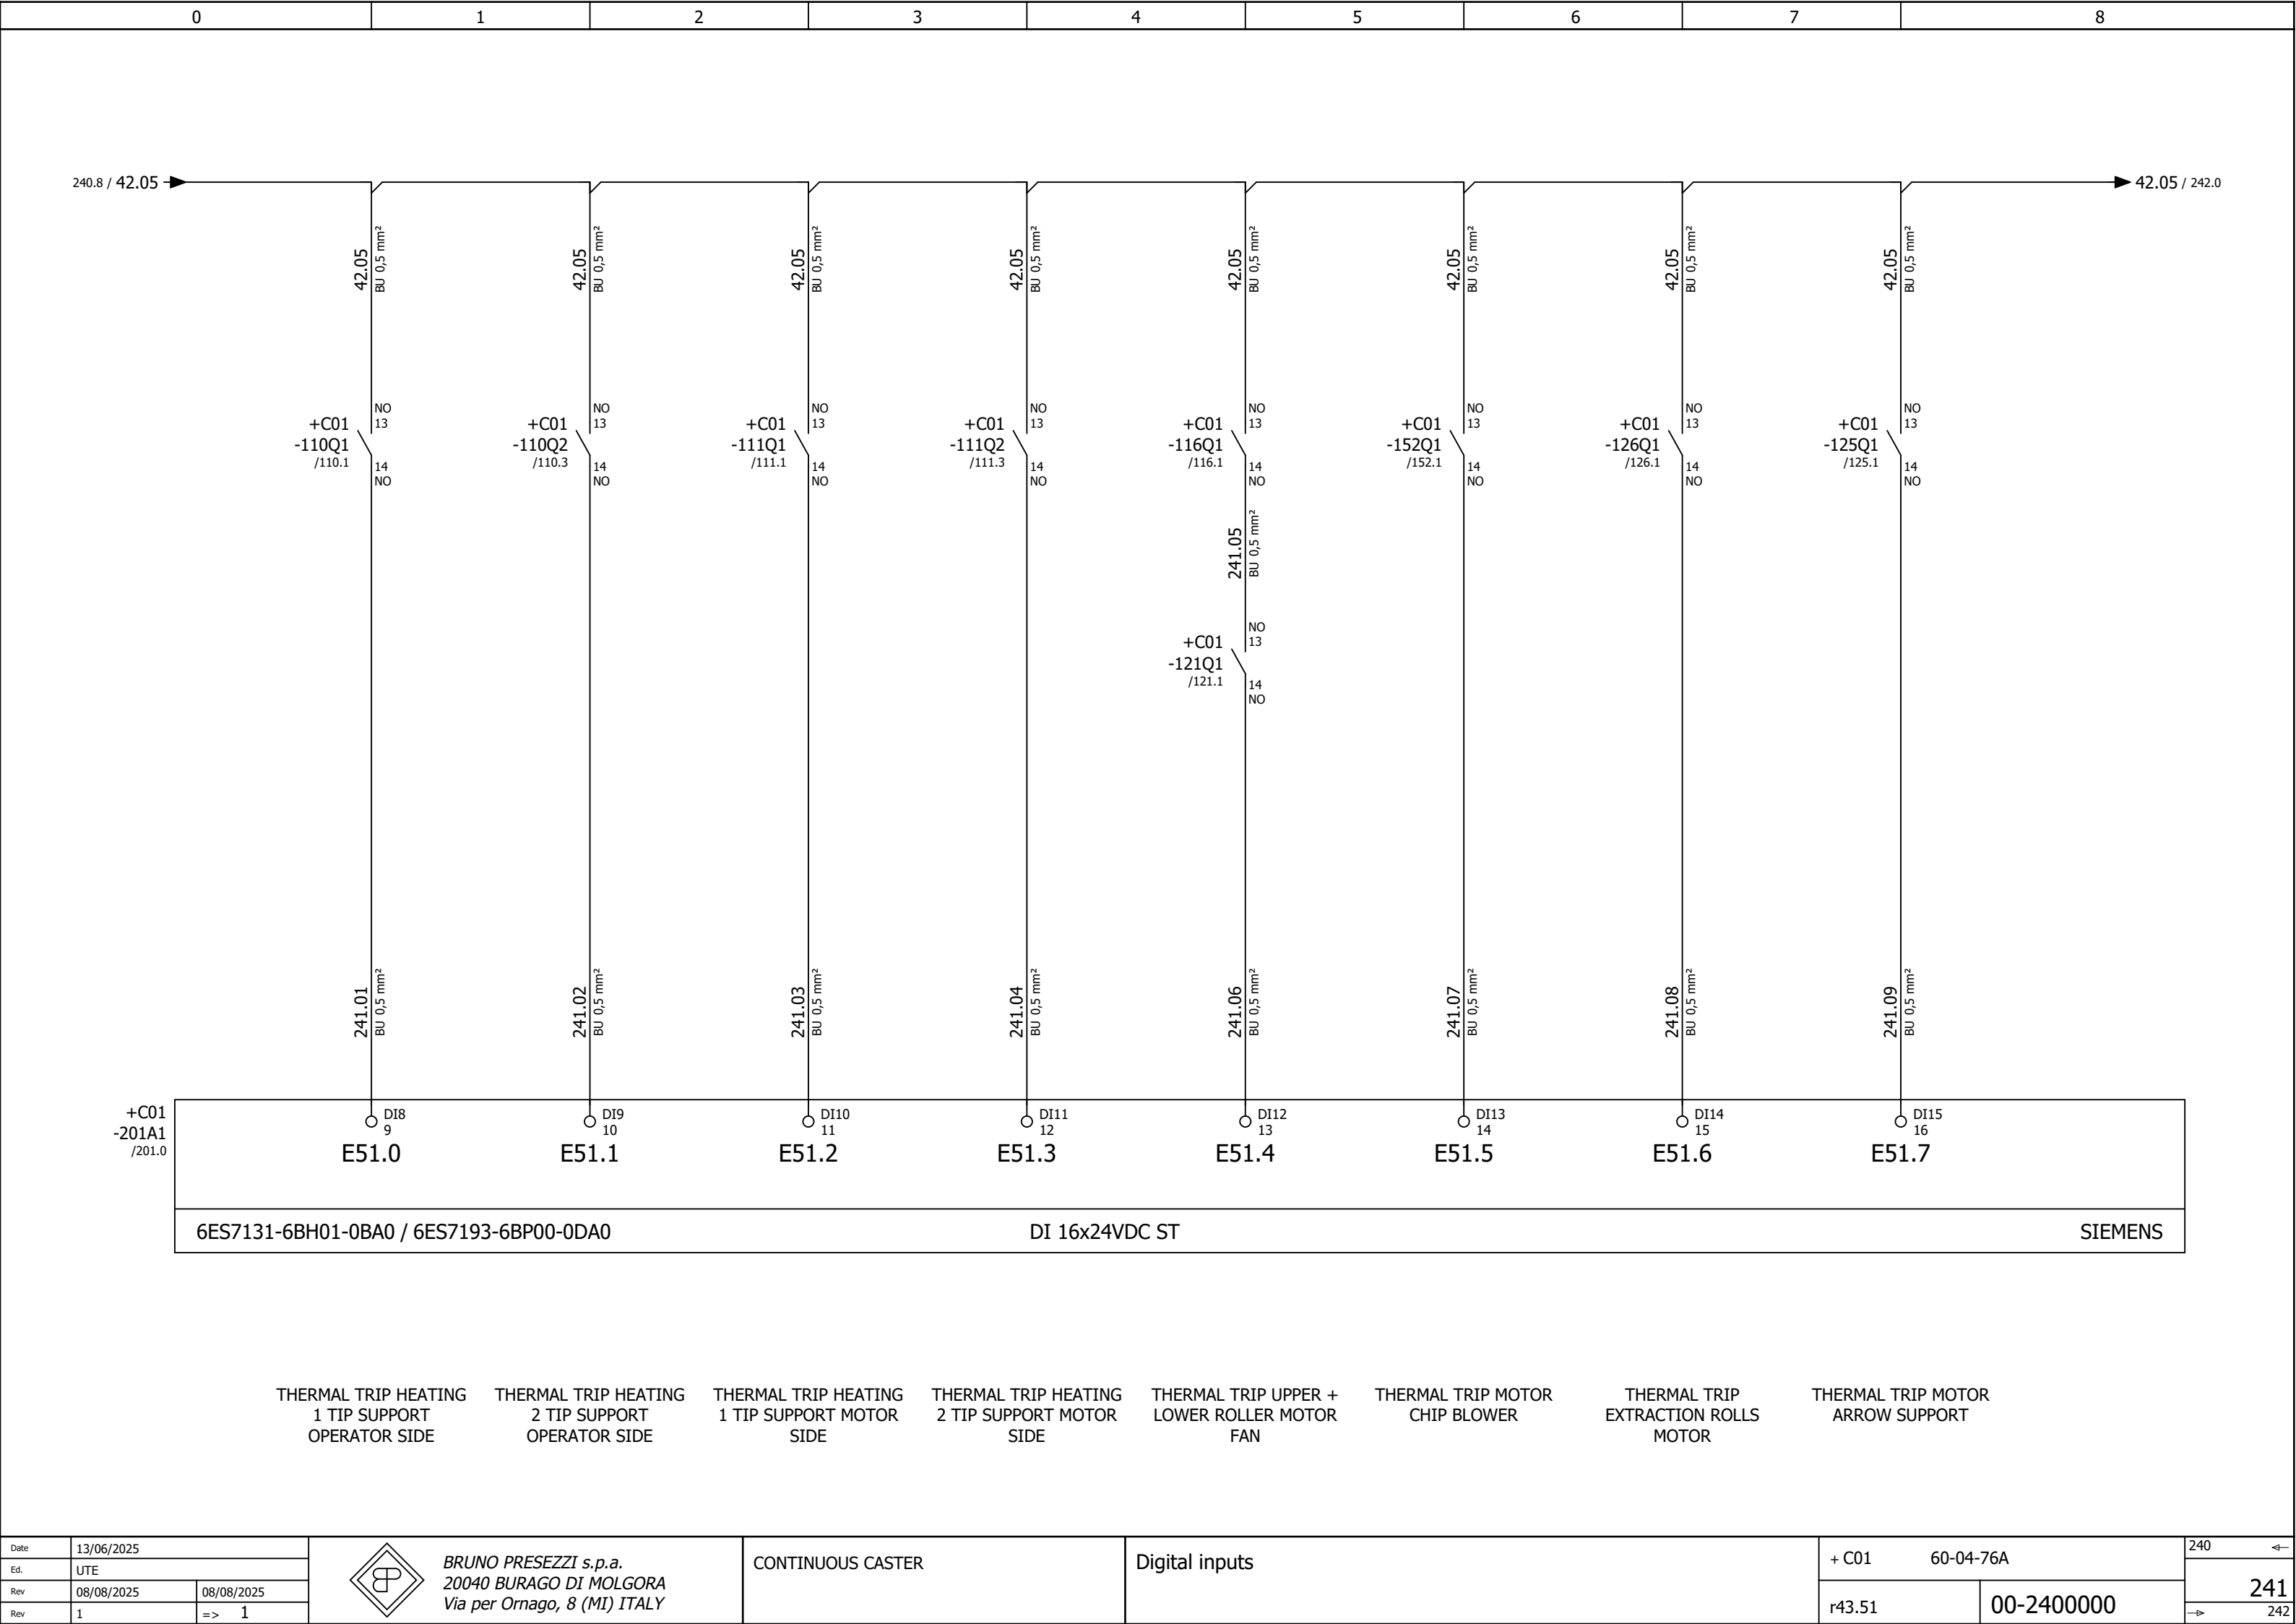 0 1 2 3 4 5 6 7 8
240.8 / 42.05 42.05 / 242.0
42.05 42.05 42.05 42.05 42.05 42.05 42.05 42.05
BU 0,5 mm² BU 0,5 mm² BU 0,5 mm² BU 0,5 mm² BU 0,5 mm² BU 0,5 mm² BU 0,5 mm² BU 0,5 mm²
NO NO NO NO NO NO NO NO
+C01 13 +C01 13 +C01 13 +C01 13 +C01 13 +C01 13 +C01 13 +C01 13
-110Q1 -110Q2 -111Q1 -111Q2 -116Q1 -152Q1 -126Q1 -125Q1
/110.1 14 /110.3 14 /111.1 14 /111.3 14 /116.1 14 /152.1 14 /126.1 14 /125.1 14
NO NO NO NO NO NO NO NO
241.05
BU 0,5 mm²
NO
+C01 13
-121Q1
/121.1 14
NO
241.01 241.02 241.03 241.04 241.06 241.07 241.08 241.09
BU 0,5 mm² BU 0,5 mm² BU 0,5 mm² BU 0,5 mm² BU 0,5 mm² BU 0,5 mm² BU 0,5 mm² BU 0,5 mm²
+C01
-201A1
/201.0
DI8 DI9 DI10 DI11 DI12 DI13 DI14 DI15
9 10 11 12 13 14 15 16
E51.0 E51.1 E51.2 E51.3 E51.4 E51.5 E51.6 E51.7
6ES7131-6BH01-0BA0 / 6ES7193-6BP00-0DA0 DI 16x24VDC ST SIEMENS
THERMAL TRIP HEATING
1 TIP SUPPORT
OPERATOR SIDE
THERMAL TRIP HEATING
2 TIP SUPPORT
OPERATOR SIDE
THERMAL TRIP HEATING
1 TIP SUPPORT MOTOR
SIDE
THERMAL TRIP HEATING
2 TIP SUPPORT MOTOR
SIDE
THERMAL TRIP UPPER +
LOWER ROLLER MOTOR
FAN
THERMAL TRIP MOTOR
CHIP BLOWER
THERMAL TRIP
EXTRACTION ROLLS
MOTOR
THERMAL TRIP MOTOR
ARROW SUPPORT
Date 13/06/2025
Ed. UTE
Rev 08/08/2025 08/08/2025
Rev 1 => 1
BRUNO PRESEZZI s.p.a.
20040 BURAGO DI MOLGORA
Via per Ornago, 8 (MI) ITALY
CONTINUOUS CASTER
Digital inputs
+ C01 60-04-76A
r43.51 00-2400000
240
241
242